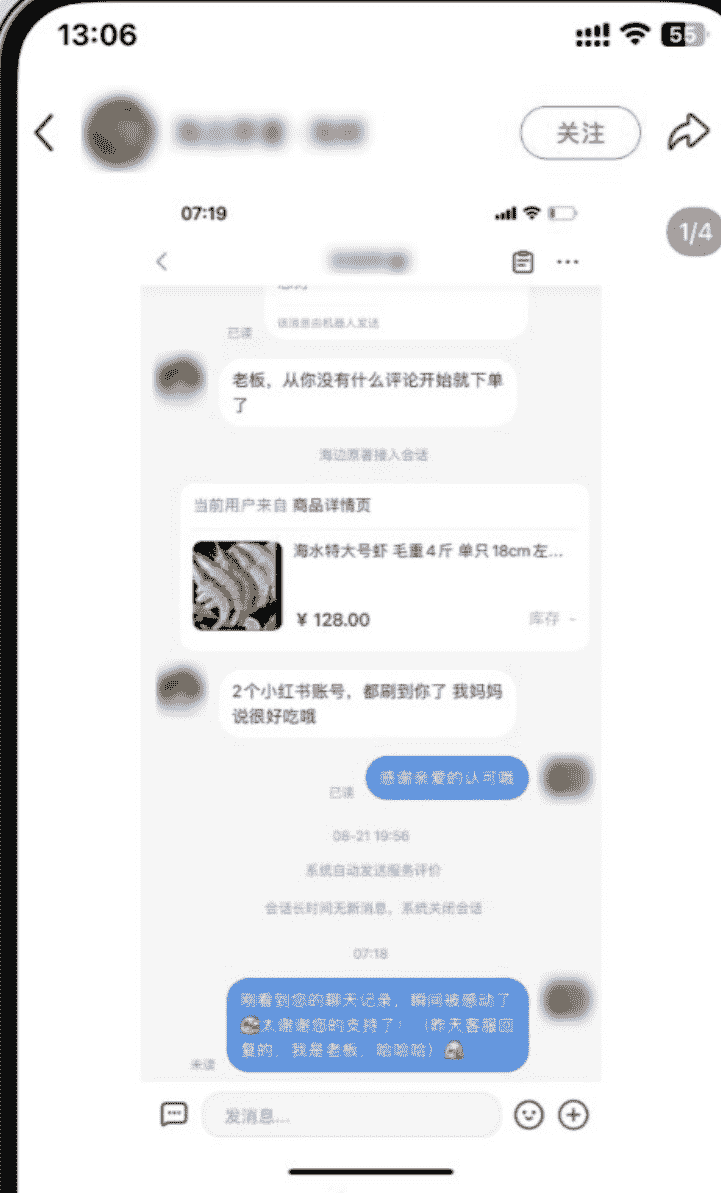 13:06
55
关注
07:19
1/4
该消息由机器人发送
已读
老板，从你没有什么评论开始就下单
了
海边原著接入会话
当前用户来自 商品详情页
海水特大号虾 毛重4斤 单只18cm左...
¥ 128.00
库存 -
2个小红书账号，都刷到你了 我妈妈
说很好吃哦
感谢亲爱的认可哦
已读
08-21 19:56
系统自动发送服务评价
会话长时间无新消息，系统关闭会话
07:18
刚看到您的聊天记录，瞬间被感动了
太谢谢您的支持了！（昨天客服回
复的，我是老板，哈哈哈）
未读
发消息...